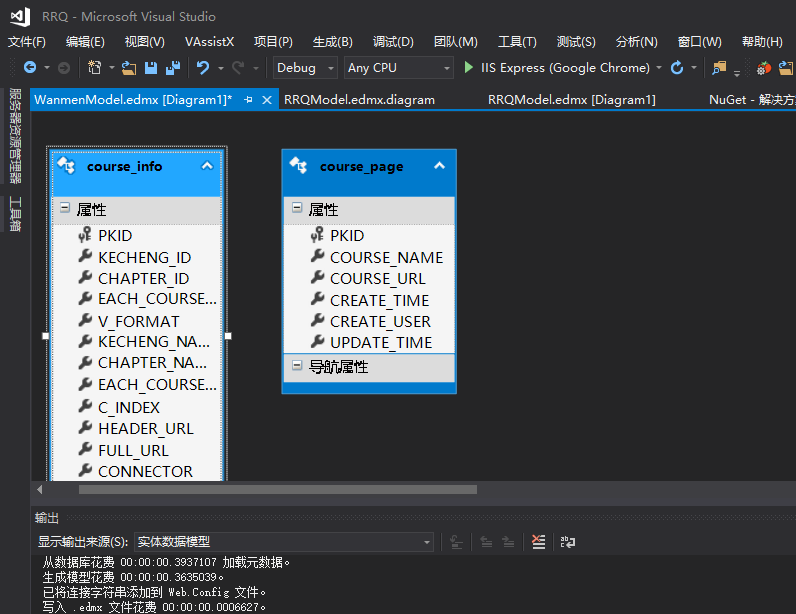 RRQ - Microsoft Visual Studio
文件(F) 编辑(E) 视图(V) VAssistX 项目(P) 生成(B) 调试(D) 团队(M) 工具(T) 测试(S) 分析(N) 窗口(W) 帮助(H)
Debug Any CPU IIS Express (Google Chrome)
WanmenModel.edmx [Diagram1]* RRQModel.edmx.diagram RRQModel.edmx [Diagram1] NuGet - 解决方
服务器资源管理器
工具箱
course_info
属性
PKID
KECHENG_ID
CHAPTER_ID
EACH_COURSE...
V_FORMAT
KECHENG_NA...
CHAPTER_NA...
EACH_COURSE...
C_INDEX
HEADER_URL
FULL_URL
CONNECTOR
course_page
属性
PKID
COURSE_NAME
COURSE_URL
CREATE_TIME
CREATE_USER
UPDATE_TIME
导航属性
输出
显示输出来源(S): 实体数据模型
从数据库花费 00:00:00.3937107 加载元数据。
生成模型花费 00:00:00.3635039。
已将连接字符串添加到 Web.Config 文件。
写入 .edmx 文件花费 00:00:00.0006627。